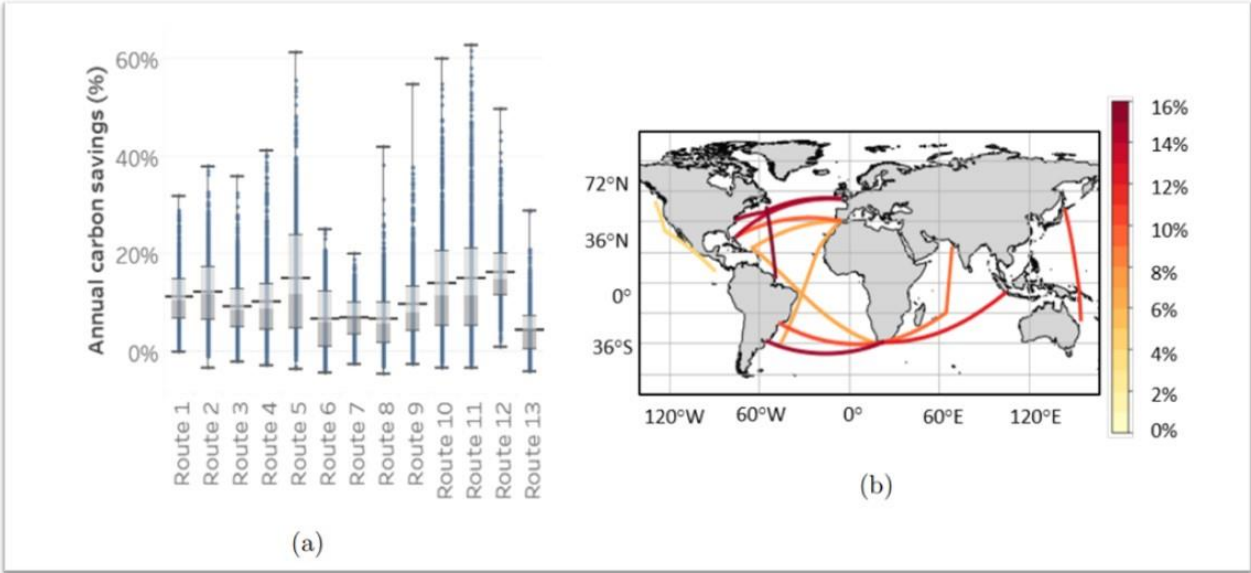 Annual carbon savings (%)
60%
40%
20%
0%
Route 1
Route 2
Route 3
Route 4
Route 5
Route 6
Route 7
Route 8
Route 9
Route 10
Route 11
Route 12
Route 13
(a)
72°N
36°N
0°
36°S
120°W 60°W 0° 60°E 120°E
16%
14%
12%
10%
8%
6%
4%
2%
0%
(b)